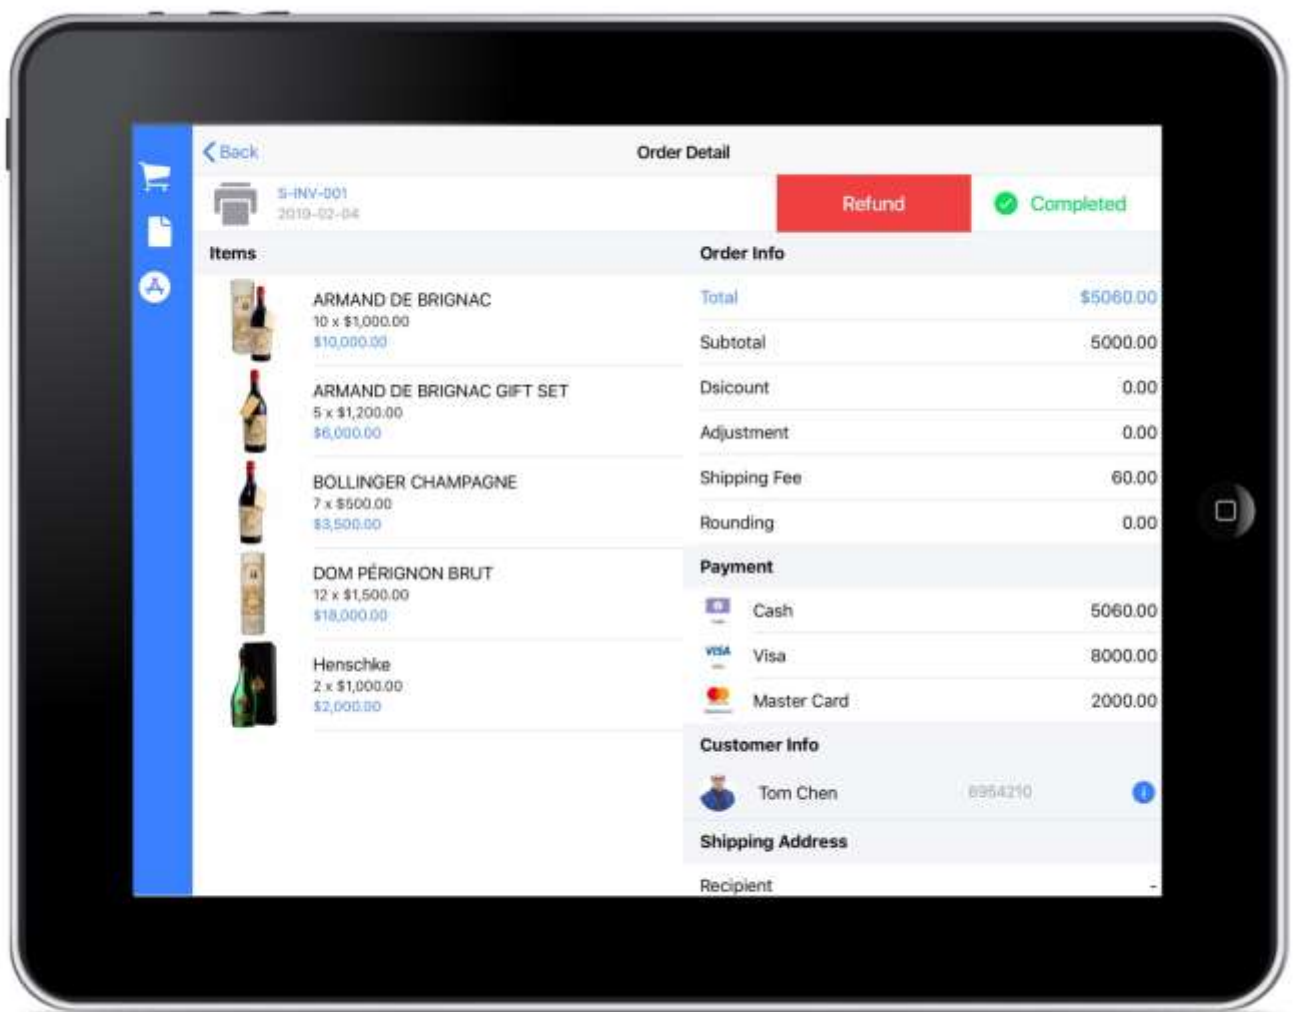 Back
Order Detail
S-INV-001
2019-02-04
Refund
Completed
Items
ARMAND DE BRIGNAC
10 x $1,000.00
$10,000.00
ARMAND DE BRIGNAC GIFT SET
5 x $1,200.00
$6,000.00
BOLLINGER CHAMPAGNE
7 x $500.00
$3,500.00
DOM PÉRIGNON BRUT
12 x $1,500.00
$18,000.00
Henschke
2 x $1,000.00
$2,000.00
Order Info
Total $5060.00
Subtotal 5000.00
Dsicount 0.00
Adjustment 0.00
Shipping Fee 60.00
Rounding 0.00
Payment
Cash 5060.00
VISA Visa 8000.00
Master Card 2000.00
Customer Info
Tom Chen 6954210
Shipping Address
Recipient -